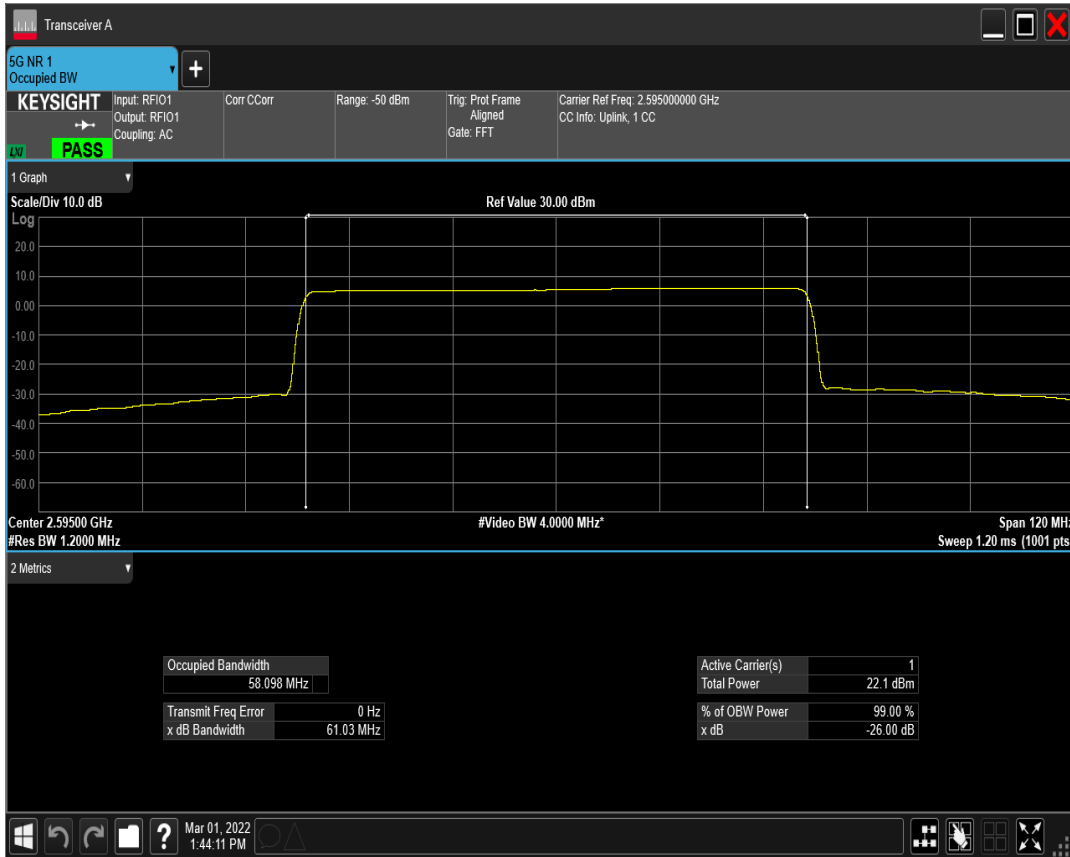 Transceiver A
5G NR 1
Occupied BW
+
KEYSIGHT
LXI
PASS
Input: RFIO1
Output: RFIO1
Coupling: AC
Corr CCorr
Range: -50 dBm
Trig: Prot Frame
Aligned
Gate: FFT
Carrier Ref Freq: 2.595000000 GHz
CC Info: Uplink, 1 CC
1 Graph
Scale/Div 10.0 dB
Ref Value 30.00 dBm
Log
20.0
10.0
0.00
-10.0
-20.0
-30.0
-40.0
-50.0
-60.0
Center 2.59500 GHz
#Video BW 4.0000 MHz*
Span 120 MHz
#Res BW 1.2000 MHz
Sweep 1.20 ms (1001 pts
2 Metrics
Occupied Bandwidth
58.098 MHz
Transmit Freq Error 0 Hz
x dB Bandwidth 61.03 MHz
Active Carrier(s) 1
Total Power 22.1 dBm
% of OBW Power 99.00 %
x dB -26.00 dB
?
Mar 01, 2022
1:44:11 PM